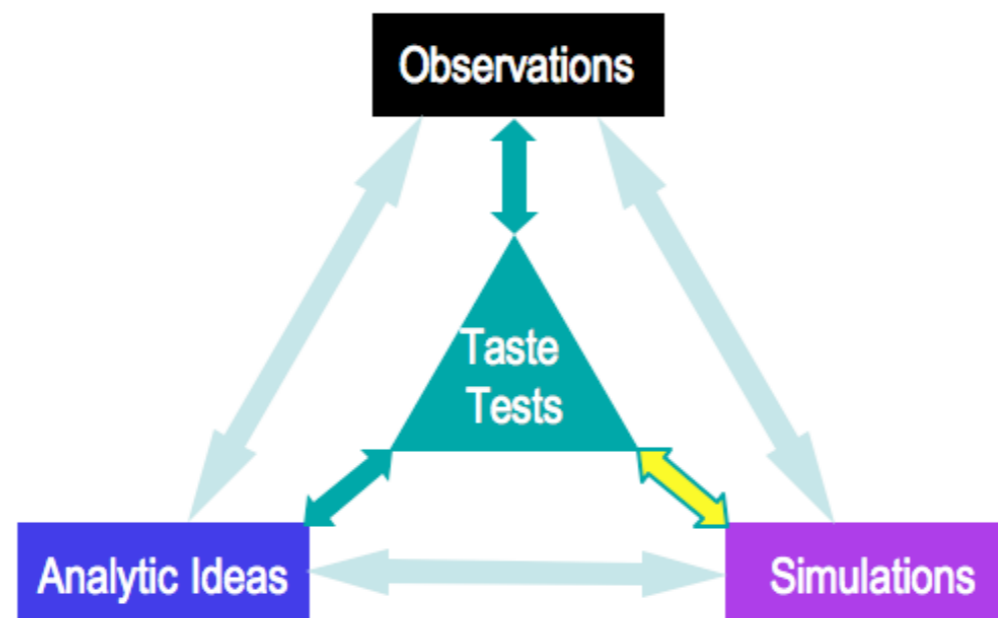 Observations
Taste
Tests
Analytic Ideas
Simulations